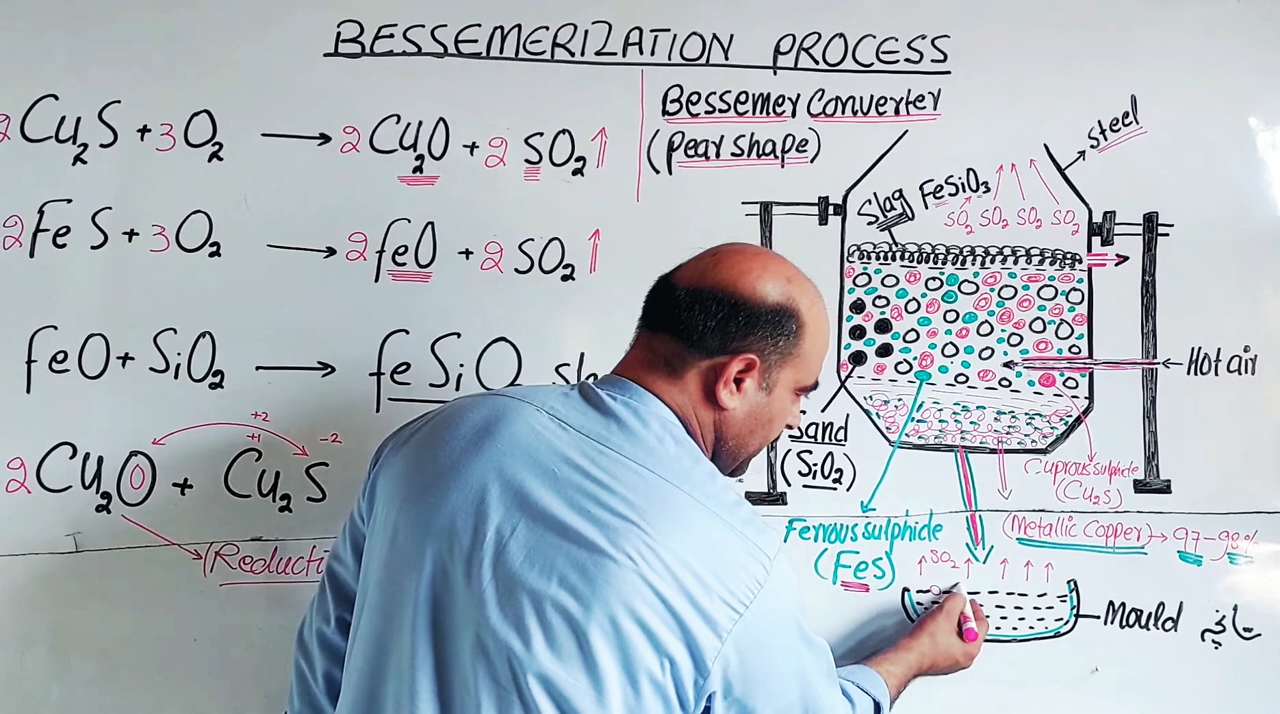 BESSEMERIZATION PROCESS
2Cu₂S + 3O₂ → 2Cu₂O + 2SO₂↑
2FeS + 3O₂ → 2feO + 2SO₂↑
feO + SiO₂ → feSiO
+2
+1
-2
2Cu₂O + Cu₂S
Bessemer Converter
(Pear shape)
steel
Slag FeSiO₃
SO₂ SO₂ SO₂ SO₂
Hot air
Sand
(SiO₂)
Cuprous sulphide
(Cu₂S)
Ferrous sulphide
(FeS)
(Metallic copper) → 97-98%
↑ SO₂ ↑ ↑ ↑ ↑
Mould